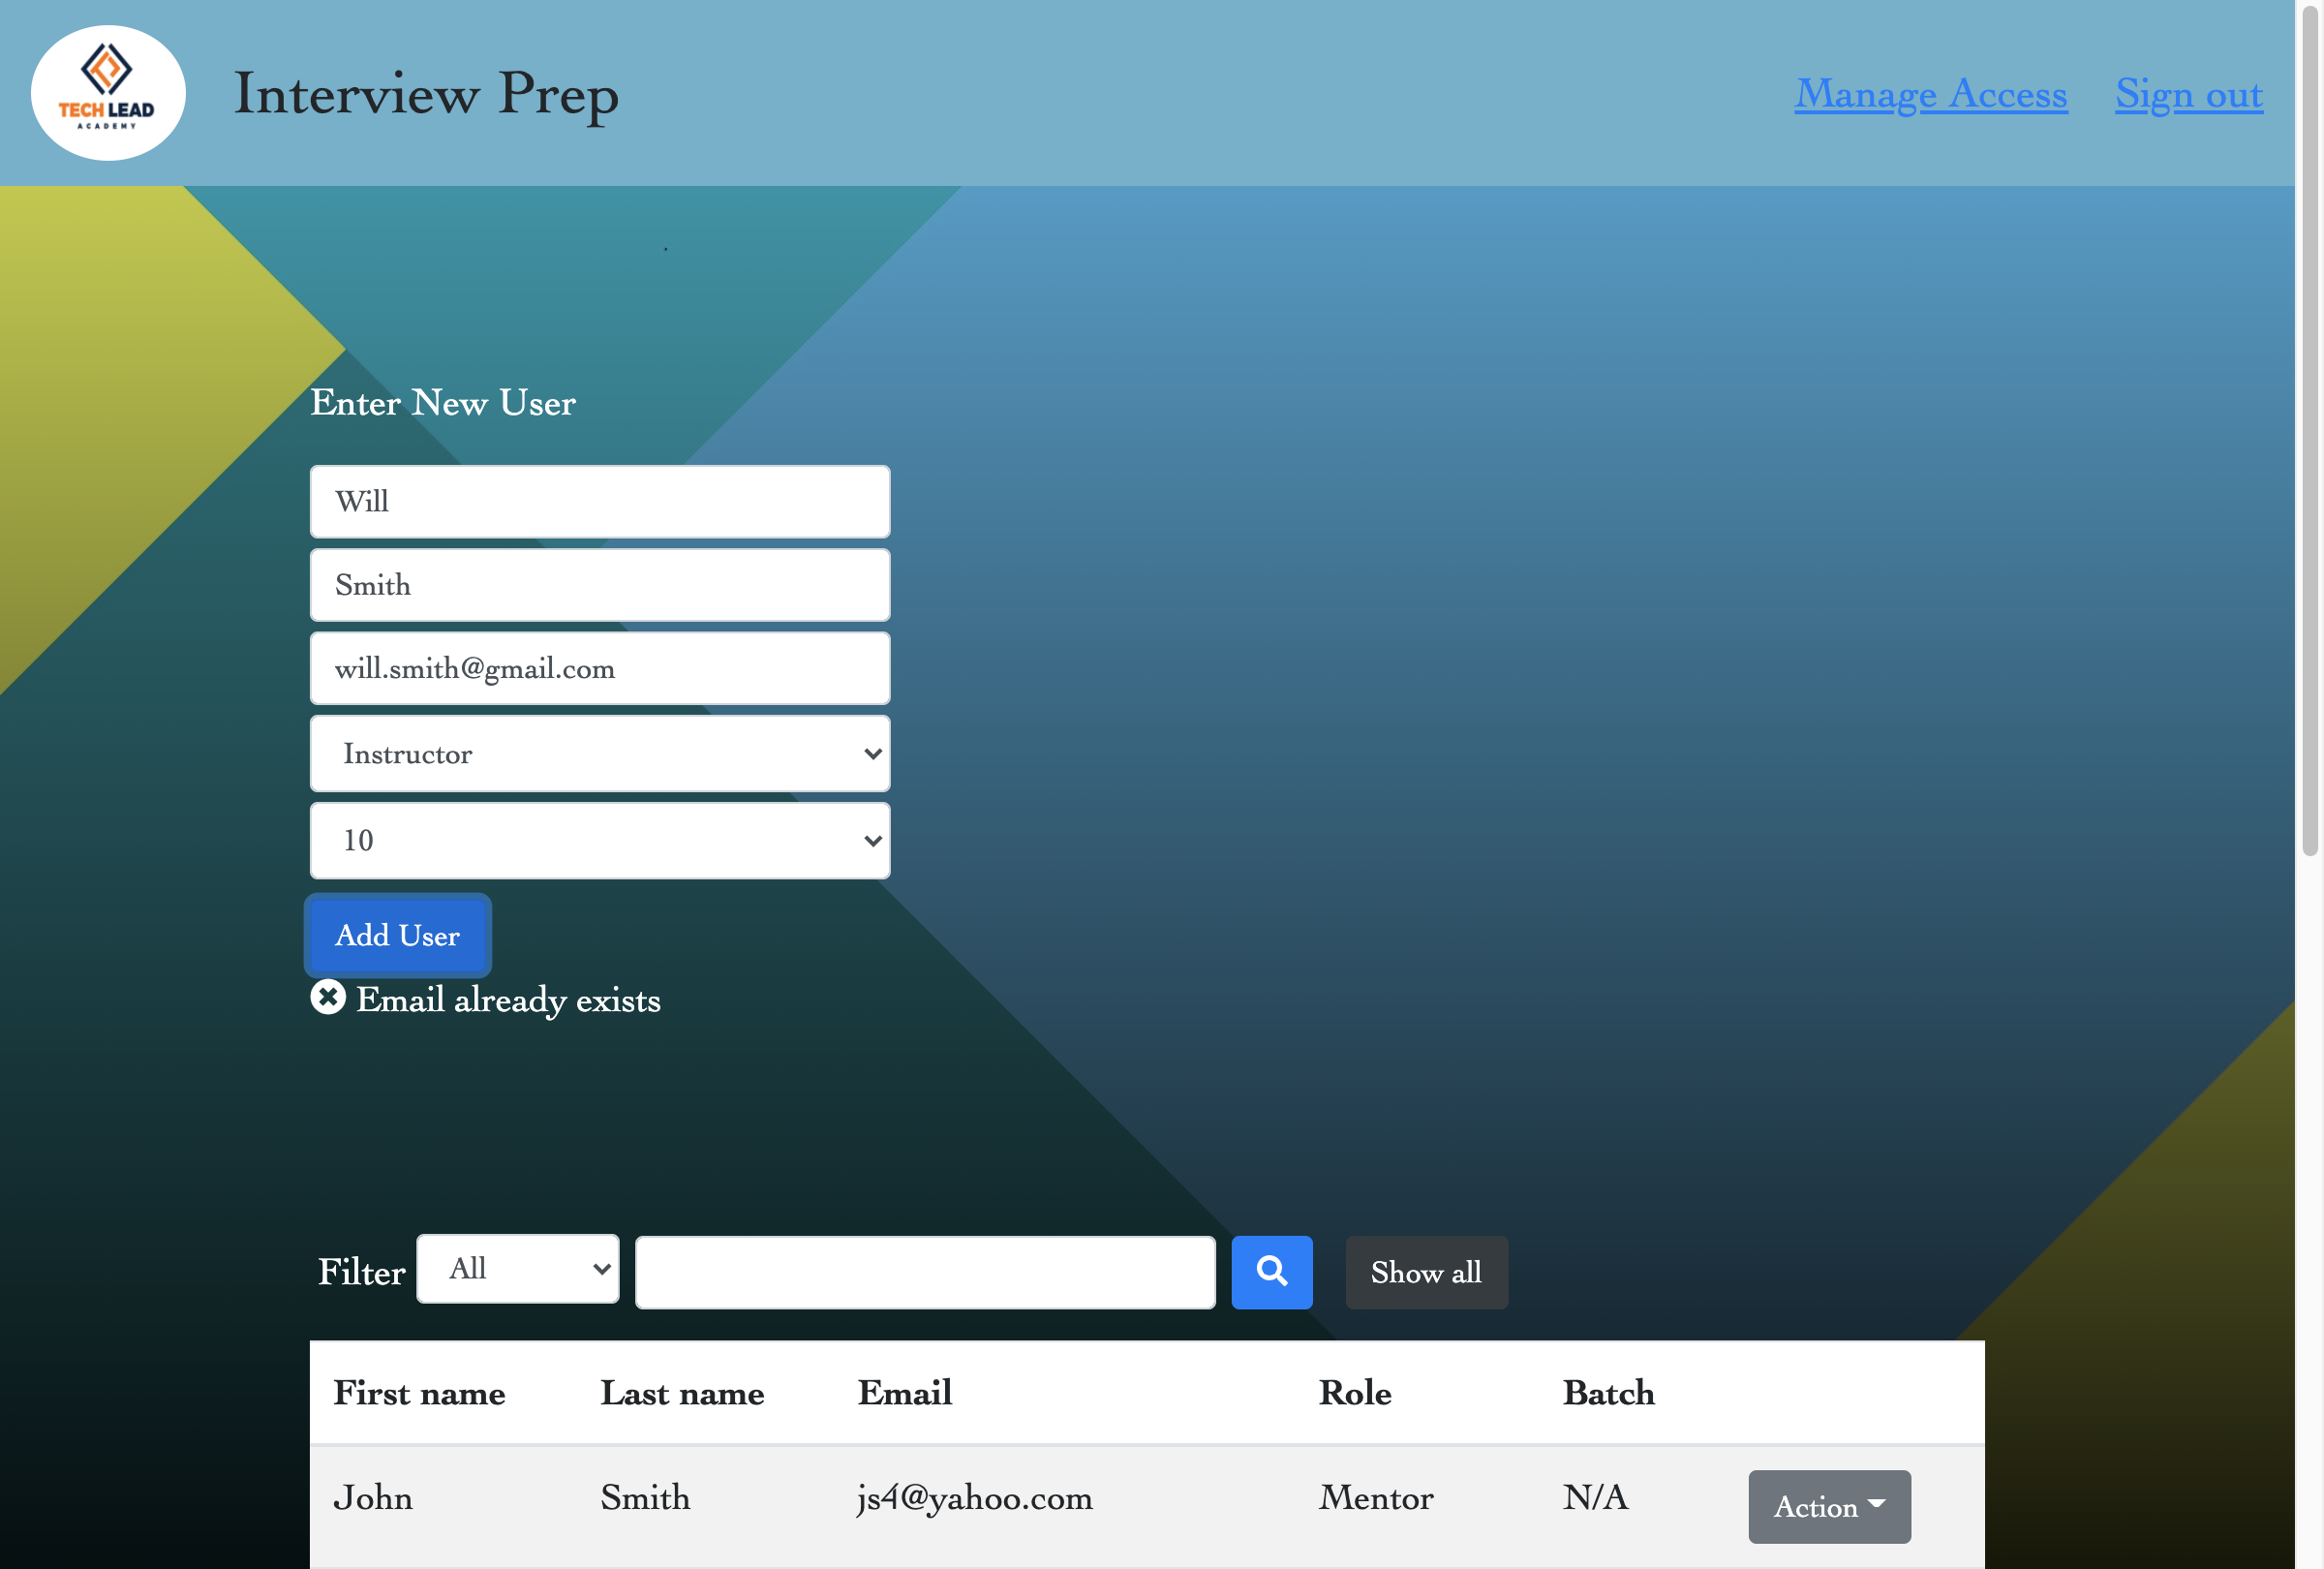 TECH LEAD
ACADEMY
Interview Prep
Manage Access Sign out
Enter New User
Will
Smith
will.smith@gmail.com
Instructor
10
Add User
Email already exists
Filter All Show all
First name Last name Email Role Batch
John Smith js4@yahoo.com Mentor N/A Action